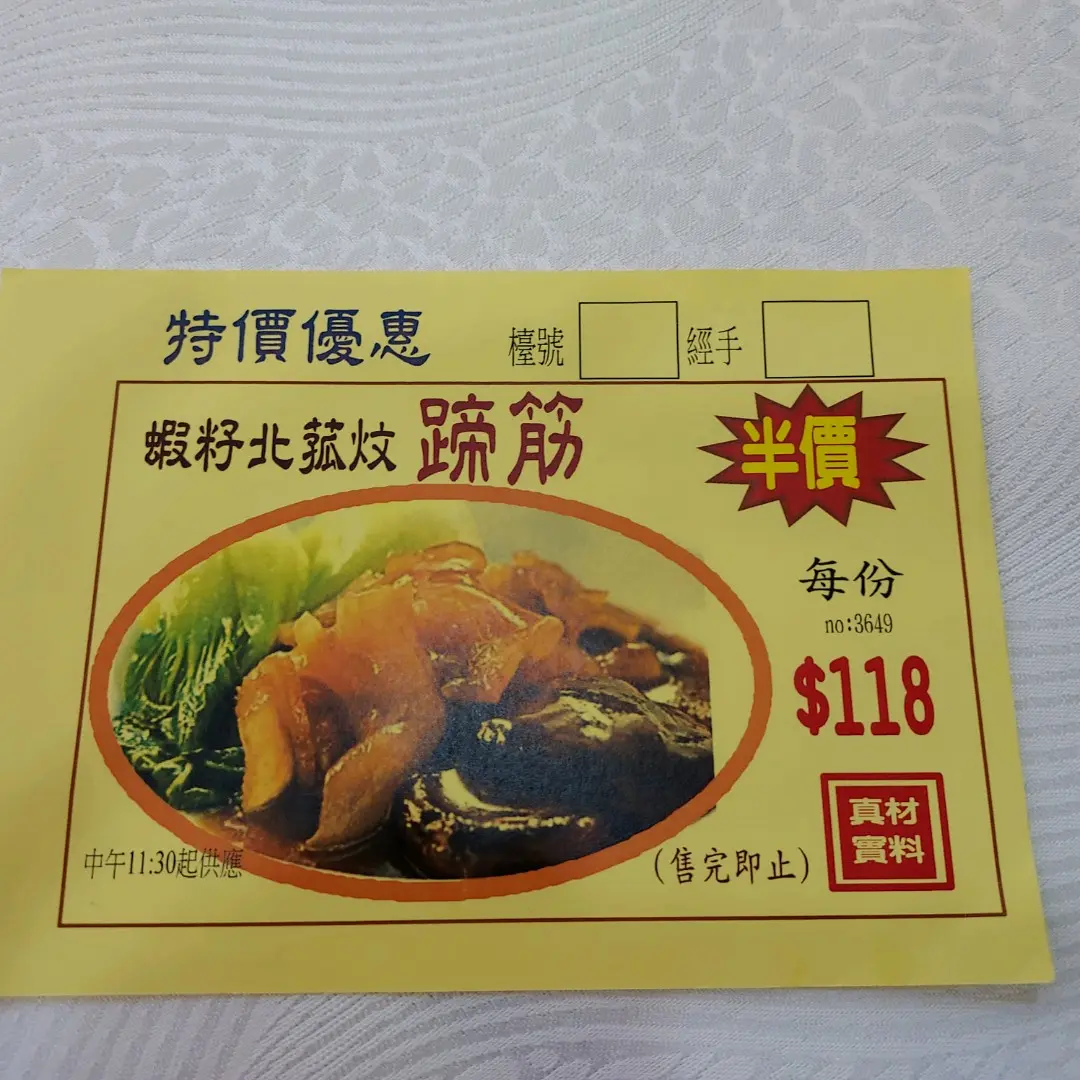 特價優惠 檯號 經手
蝦籽北菰炆蹄筋
半價
每份
no:3649
$118
真材
實料
中午11:30起供應
(售完即止)